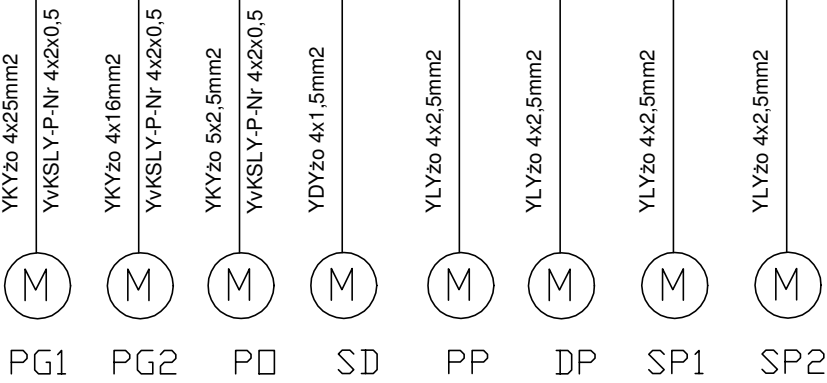 YKYżo 4x25mm2
YvKSLY-P-Nr 4x2x0,5
YKYżo 4x16mm2
YvKSLY-P-Nr 4x2x0,5
YKYżo 5x2,5mm2
YvKSLY-P-Nr 4x2x0,5
YDYżo 4x1,5mm2
YLYżo 4x2,5mm2
YLYżo 4x2,5mm2
YLYżo 4x2,5mm2
YLYżo 4x2,5mm2
M M M M M M M M
PG1 PG2 PO SD PP DP SP1 SP2